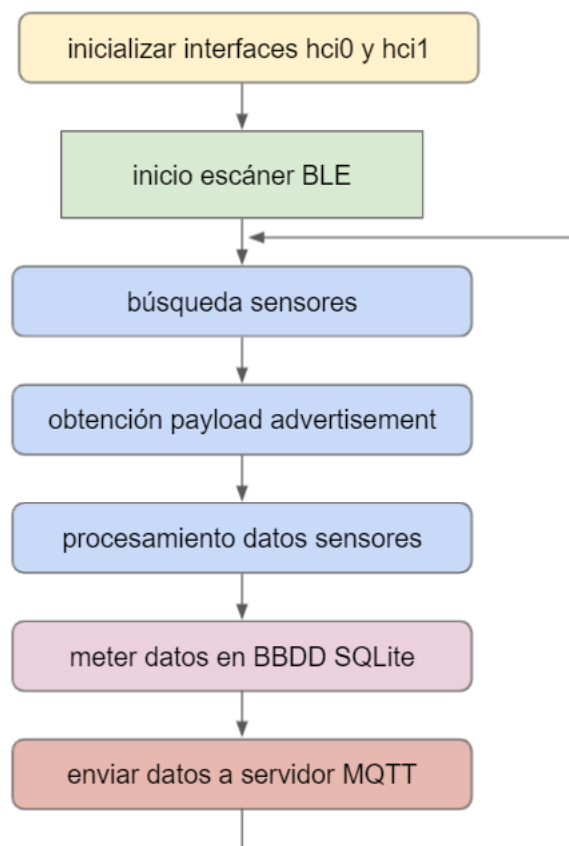 inicializar interfaces hci0 y hci1
inicio escáner BLE
búsqueda sensores
obtención payload advertisement
procesamiento datos sensores
meter datos en BBDD SQLite
enviar datos a servidor MQTT